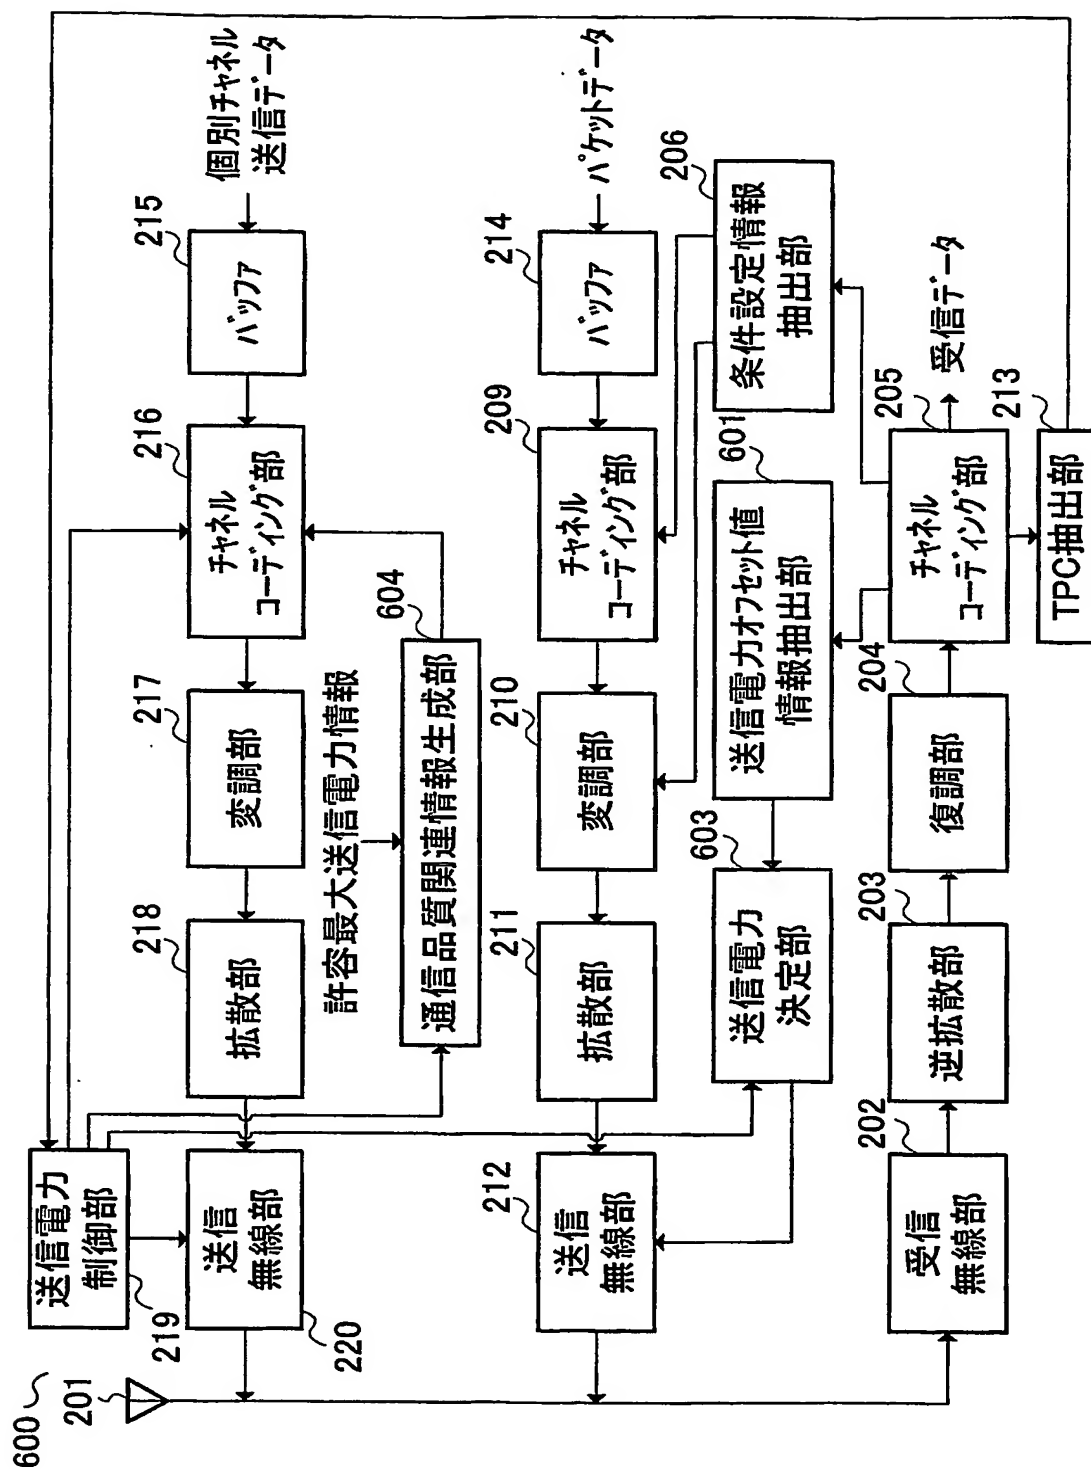 600
201
送信電力
制御部
219
送信
無線部
220
拡散部
218
変調部
217
チャネル
コーディング部
216
バッファ
215
個別チャネル
送信データ
許容最大送信電力情報
通信品質関連情報生成部
604
送信
無線部
212
拡散部
211
変調部
210
チャネル
コーディング部
209
バッファ
214
パケットデータ
送信電力
決定部
603
送信電力オフセット値
情報抽出部
601
条件設定情報
抽出部
206
受信
無線部
202
逆拡散部
203
復調部
204
チャネル
コーディング部
205
受信データ
TPC抽出部
213